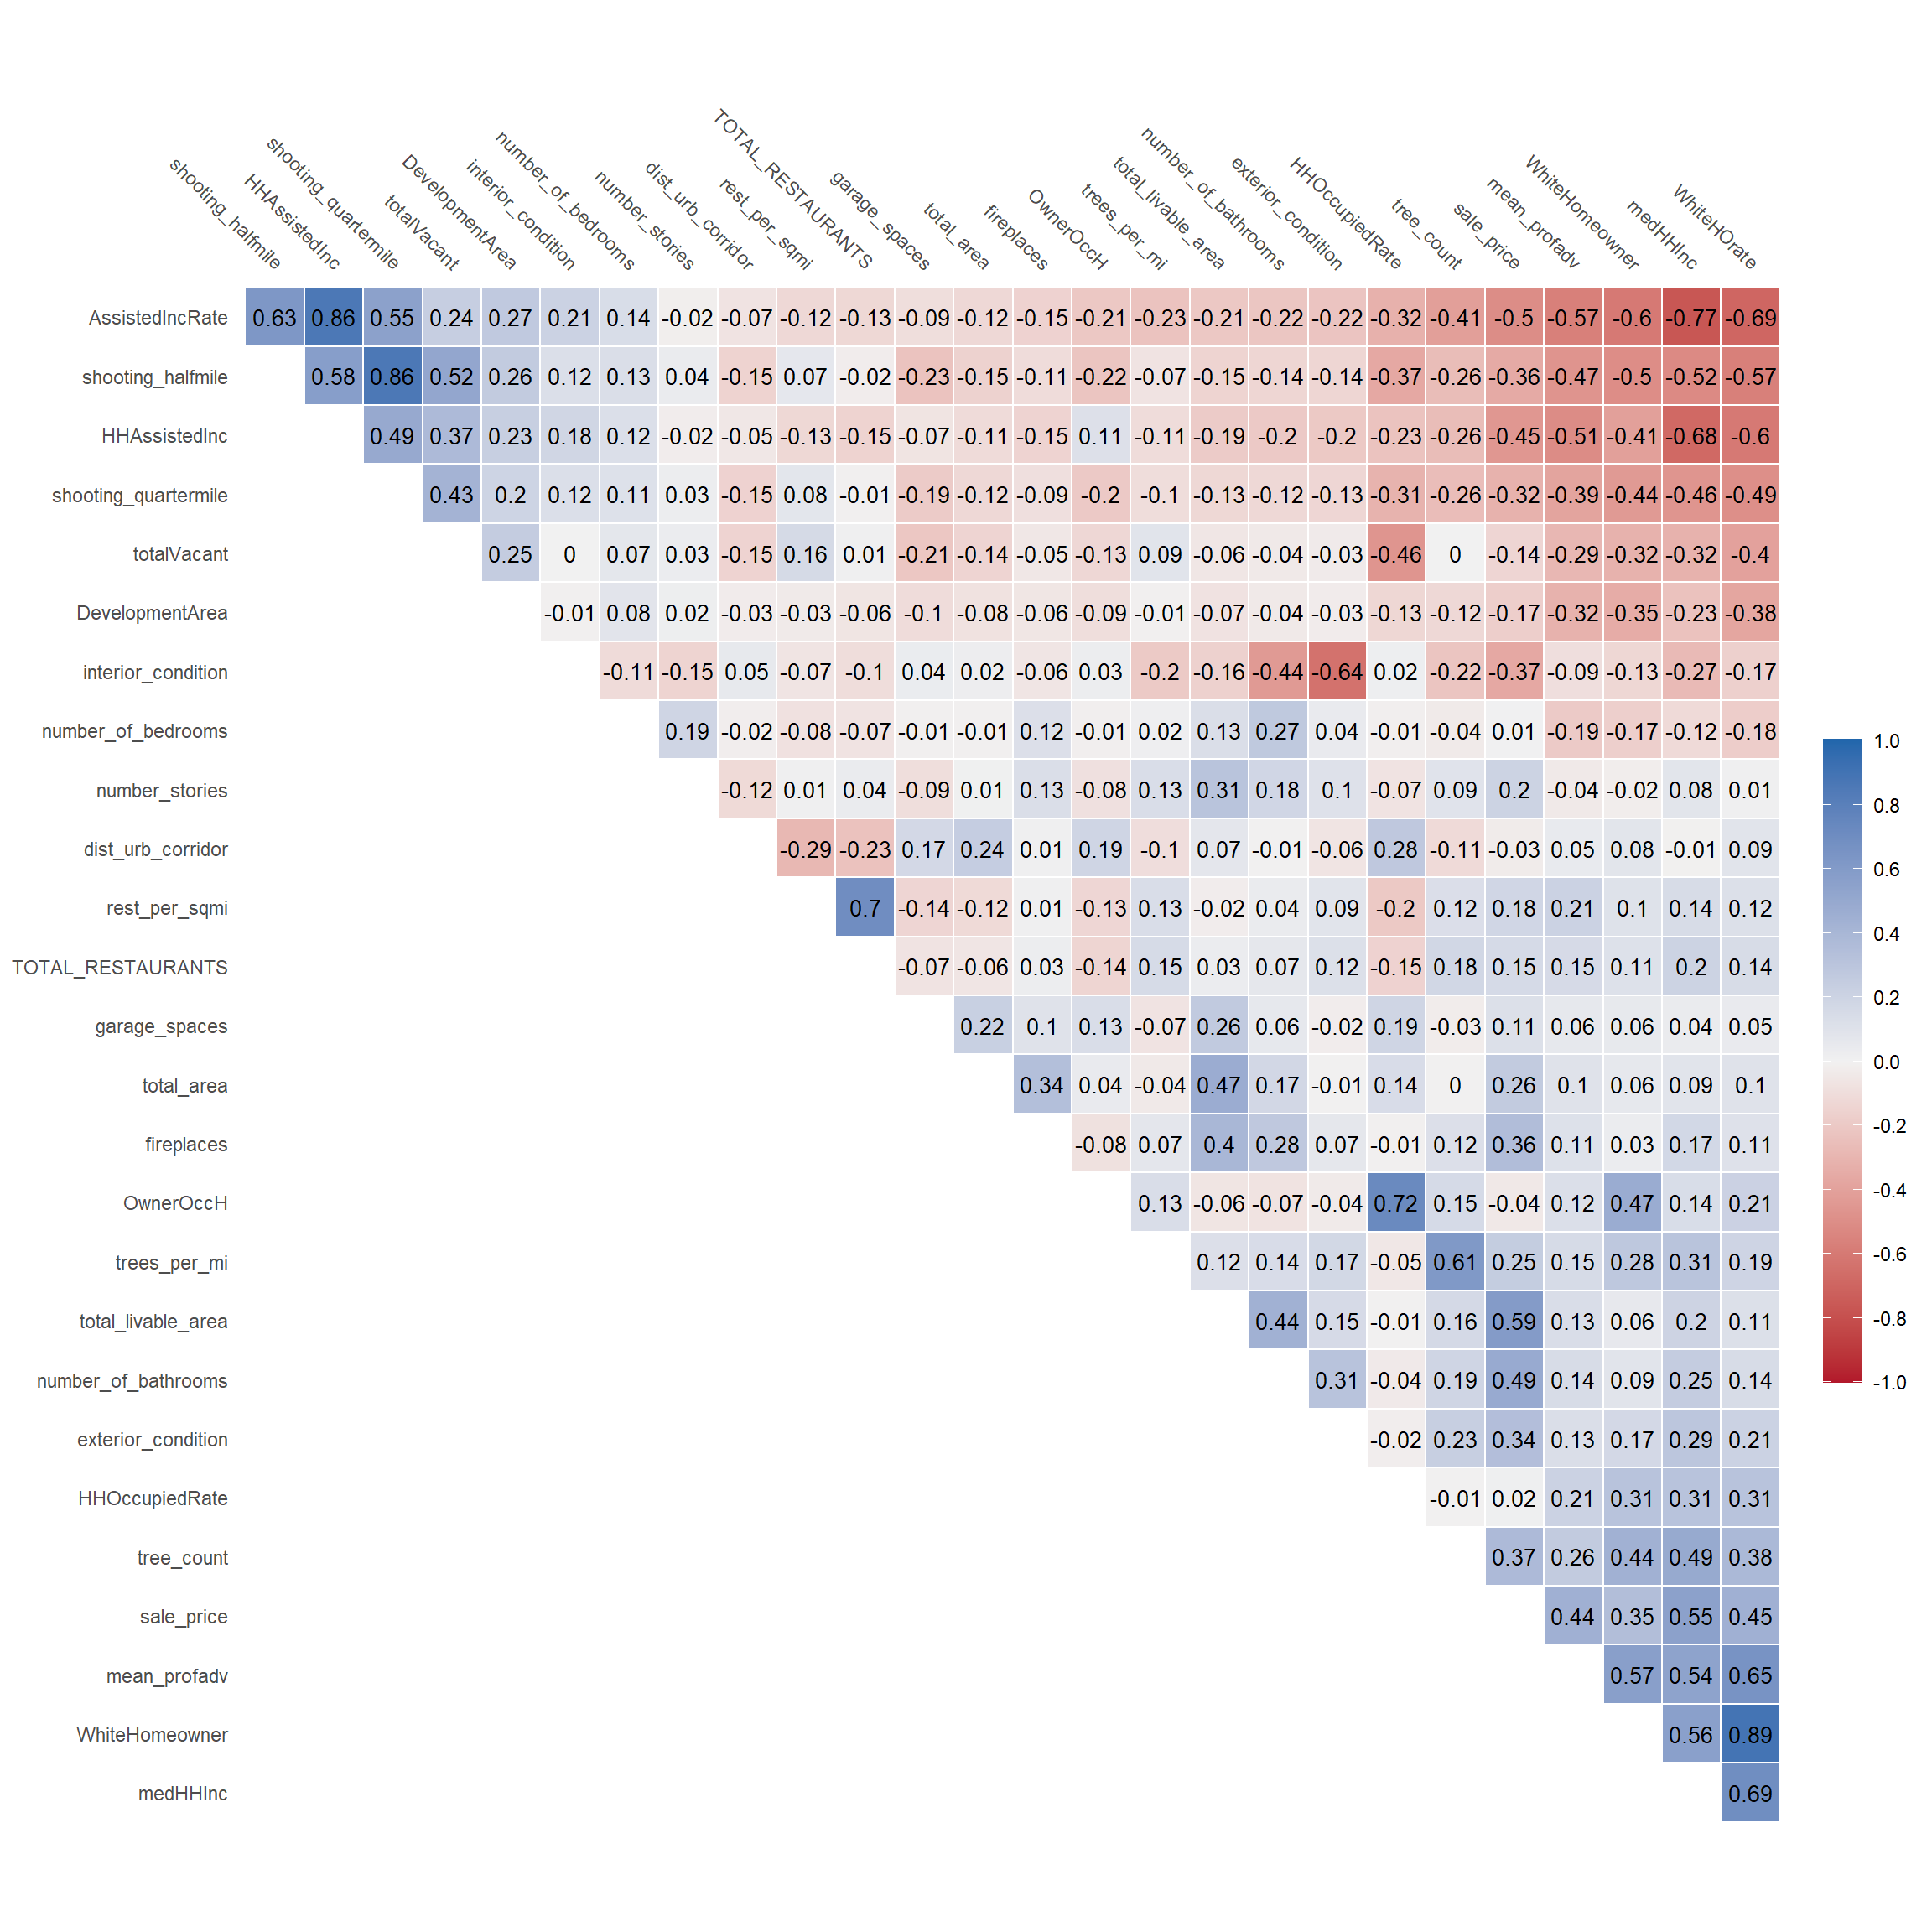 shooting_halfmile
HHAssistedInc
shooting_quartermile
totalVacant
DevelopmentArea
interior_condition
number_of_bedrooms
number_stories
dist_urb_corridor
rest_per_sqmi
TOTAL_RESTAURANTS
garage_spaces
total_area
fireplaces
OwnerOccH
trees_per_mi
total_livable_area
number_of_bathrooms
exterior_condition
HHOccupiedRate
tree_count
sale_price
mean_profadv
WhiteHomeowner
medHHInc
WhiteHOrate
AssistedIncRate 0.63 0.86 0.55 0.24 0.27 0.21 0.14 -0.02 -0.07 -0.12 -0.13 -0.09 -0.12 -0.15 -0.21 -0.23 -0.21 -0.22 -0.22 -0.32 -0.41 -0.5 -0.57 -0.6 -0.77 -0.69
shooting_halfmile 0.58 0.86 0.52 0.26 0.12 0.13 0.04 -0.15 0.07 -0.02 -0.23 -0.15 -0.11 -0.22 -0.07 -0.15 -0.14 -0.14 -0.37 -0.26 -0.36 -0.47 -0.5 -0.52 -0.57
HHAssistedInc 0.49 0.37 0.23 0.18 0.12 -0.02 -0.05 -0.13 -0.15 -0.07 -0.11 -0.15 0.11 -0.11 -0.19 -0.2 -0.2 -0.23 -0.26 -0.45 -0.51 -0.41 -0.68 -0.6
shooting_quartermile 0.43 0.2 0.12 0.11 0.03 -0.15 0.08 -0.01 -0.19 -0.12 -0.09 -0.2 -0.1 -0.13 -0.12 -0.13 -0.31 -0.26 -0.32 -0.39 -0.44 -0.46 -0.49
totalVacant 0.25 0 0.07 0.03 -0.15 0.16 0.01 -0.21 -0.14 -0.05 -0.13 0.09 -0.06 -0.04 -0.03 -0.46 0 -0.14 -0.29 -0.32 -0.32 -0.4
DevelopmentArea -0.01 0.08 0.02 -0.03 -0.03 -0.06 -0.1 -0.08 -0.06 -0.09 -0.01 -0.07 -0.04 -0.03 -0.13 -0.12 -0.17 -0.32 -0.35 -0.23 -0.38
interior_condition -0.11 -0.15 0.05 -0.07 -0.1 0.04 0.02 -0.06 0.03 -0.2 -0.16 -0.44 -0.64 0.02 -0.22 -0.37 -0.09 -0.13 -0.27 -0.17
number_of_bedrooms 0.19 -0.02 -0.08 -0.07 -0.01 -0.01 0.12 -0.01 0.02 0.13 0.27 0.04 -0.01 -0.04 0.01 -0.19 -0.17 -0.12 -0.18
number_stories -0.12 0.01 0.04 -0.09 0.01 0.13 -0.08 0.13 0.31 0.18 0.1 -0.07 0.09 0.2 -0.04 -0.02 0.08 0.01
dist_urb_corridor -0.29 -0.23 0.17 0.24 0.01 0.19 -0.1 0.07 -0.01 -0.06 0.28 -0.11 -0.03 0.05 0.08 -0.01 0.09
rest_per_sqmi 0.7 -0.14 -0.12 0.01 -0.13 0.13 -0.02 0.04 0.09 -0.2 0.12 0.18 0.21 0.1 0.14 0.12
TOTAL_RESTAURANTS -0.07 -0.06 0.03 -0.14 0.15 0.03 0.07 0.12 -0.15 0.18 0.15 0.15 0.11 0.2 0.14
garage_spaces 0.22 0.1 0.13 -0.07 0.26 0.06 -0.02 0.19 -0.03 0.11 0.06 0.06 0.04 0.05
total_area 0.34 0.04 -0.04 0.47 0.17 -0.01 0.14 0 0.26 0.1 0.06 0.09 0.1
fireplaces -0.08 0.07 0.4 0.28 0.07 -0.01 0.12 0.36 0.11 0.03 0.17 0.11
OwnerOccH 0.13 -0.06 -0.07 -0.04 0.72 0.15 -0.04 0.12 0.47 0.14 0.21
trees_per_mi 0.12 0.14 0.17 -0.05 0.61 0.25 0.15 0.28 0.31 0.19
total_livable_area 0.44 0.15 -0.01 0.16 0.59 0.13 0.06 0.2 0.11
number_of_bathrooms 0.31 -0.04 0.19 0.49 0.14 0.09 0.25 0.14
exterior_condition -0.02 0.23 0.34 0.13 0.17 0.29 0.21
HHOccupiedRate -0.01 0.02 0.21 0.31 0.31 0.31
tree_count 0.37 0.26 0.44 0.49 0.38
sale_price 0.44 0.35 0.55 0.45
mean_profadv 0.57 0.54 0.65
WhiteHomeowner 0.56 0.89
medHHInc 0.69
1.0
0.8
0.6
0.4
0.2
0.0
-0.2
-0.4
-0.6
-0.8
-1.0